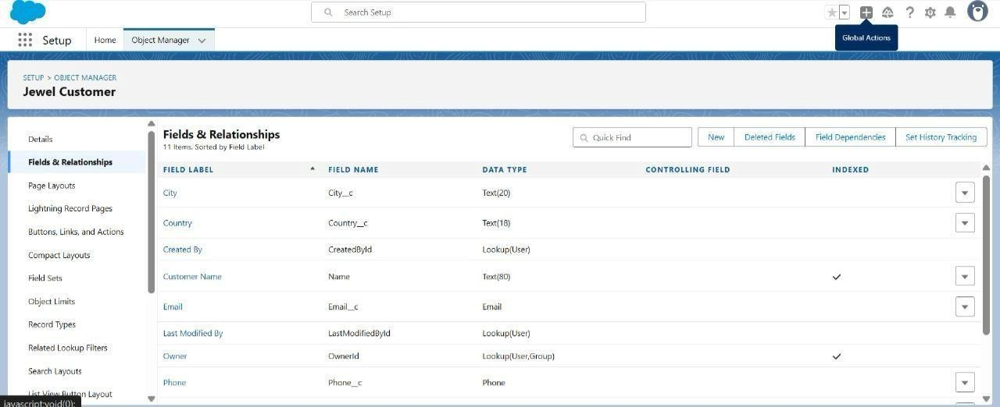 Search Setup
Setup
Home
Object Manager
Global Actions
SETUP > OBJECT MANAGER
Jewel Customer
Details
Fields & Relationships
Page Layouts
Lightning Record Pages
Buttons, Links, and Actions
Compact Layouts
Field Sets
Object Limits
Record Types
Related Lookup Filters
Search Layouts
List View Button Layout
Fields & Relationships
11 Items, Sorted by Field Label
Quick Find
New
Deleted Fields
Field Dependencies
Set History Tracking
FIELD LABEL FIELD NAME DATA TYPE CONTROLLING FIELD INDEXED
City City__c Text(20)
Country Country__c Text(18)
Created By CreatedById Lookup(User)
Customer Name Name Text(80)
Email Email__c Email
Last Modified By LastModifiedById Lookup(User)
Owner OwnerId Lookup(User,Group)
Phone Phone__c Phone
javascript:void(0);